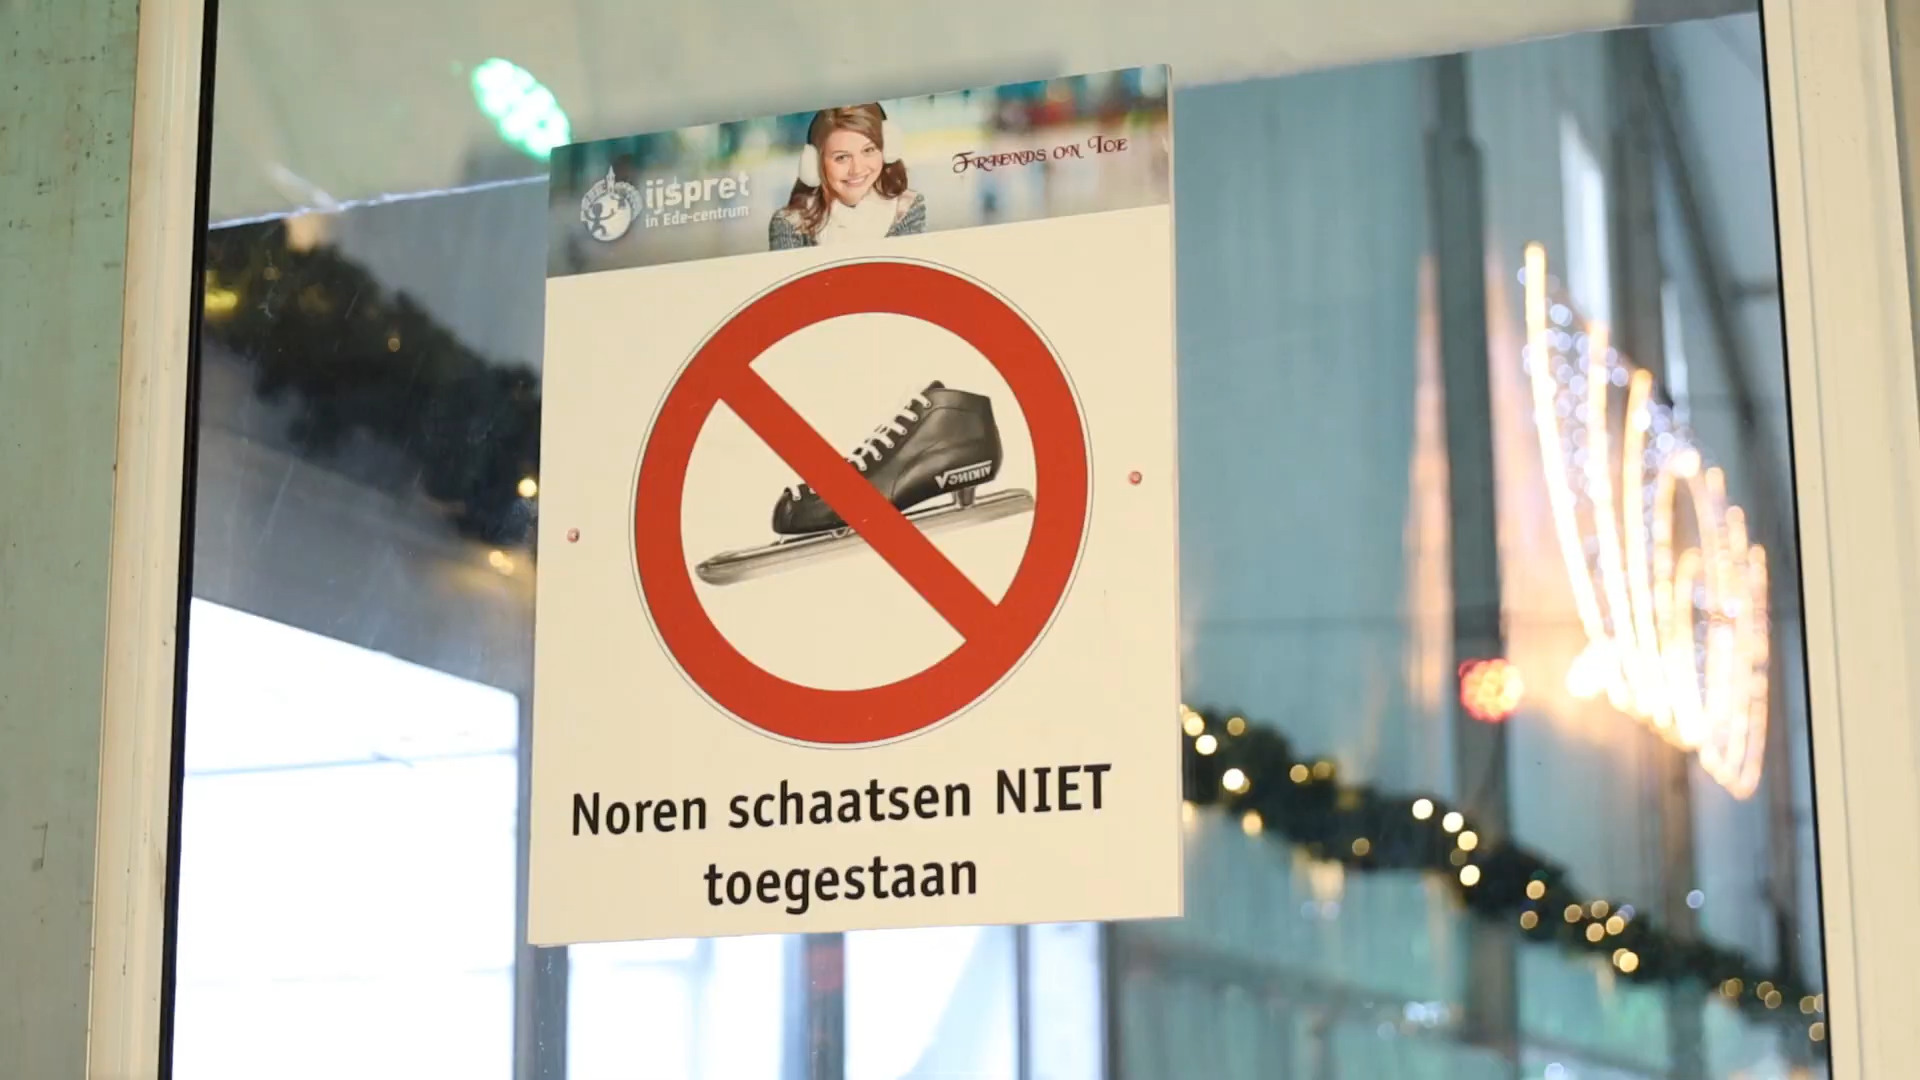 ijspret
in Ede-centrum
Friends on Ice
VIKING
Noren schaatsen NIET
toegestaan